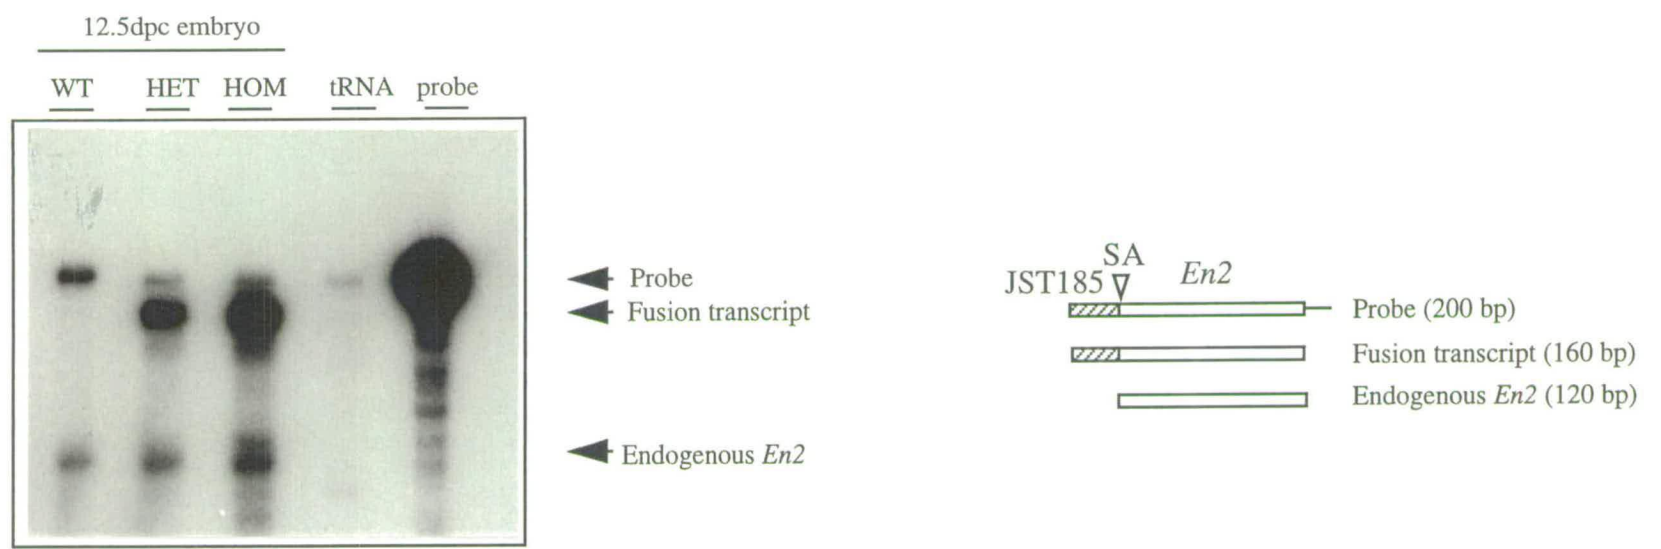 12.5dpc embryo
WT HET HOM tRNA probe
Probe
Fusion transcript
Endogenous En2
SA
JST185 En2
Probe (200 bp)
Fusion transcript (160 bp)
Endogenous En2 (120 bp)